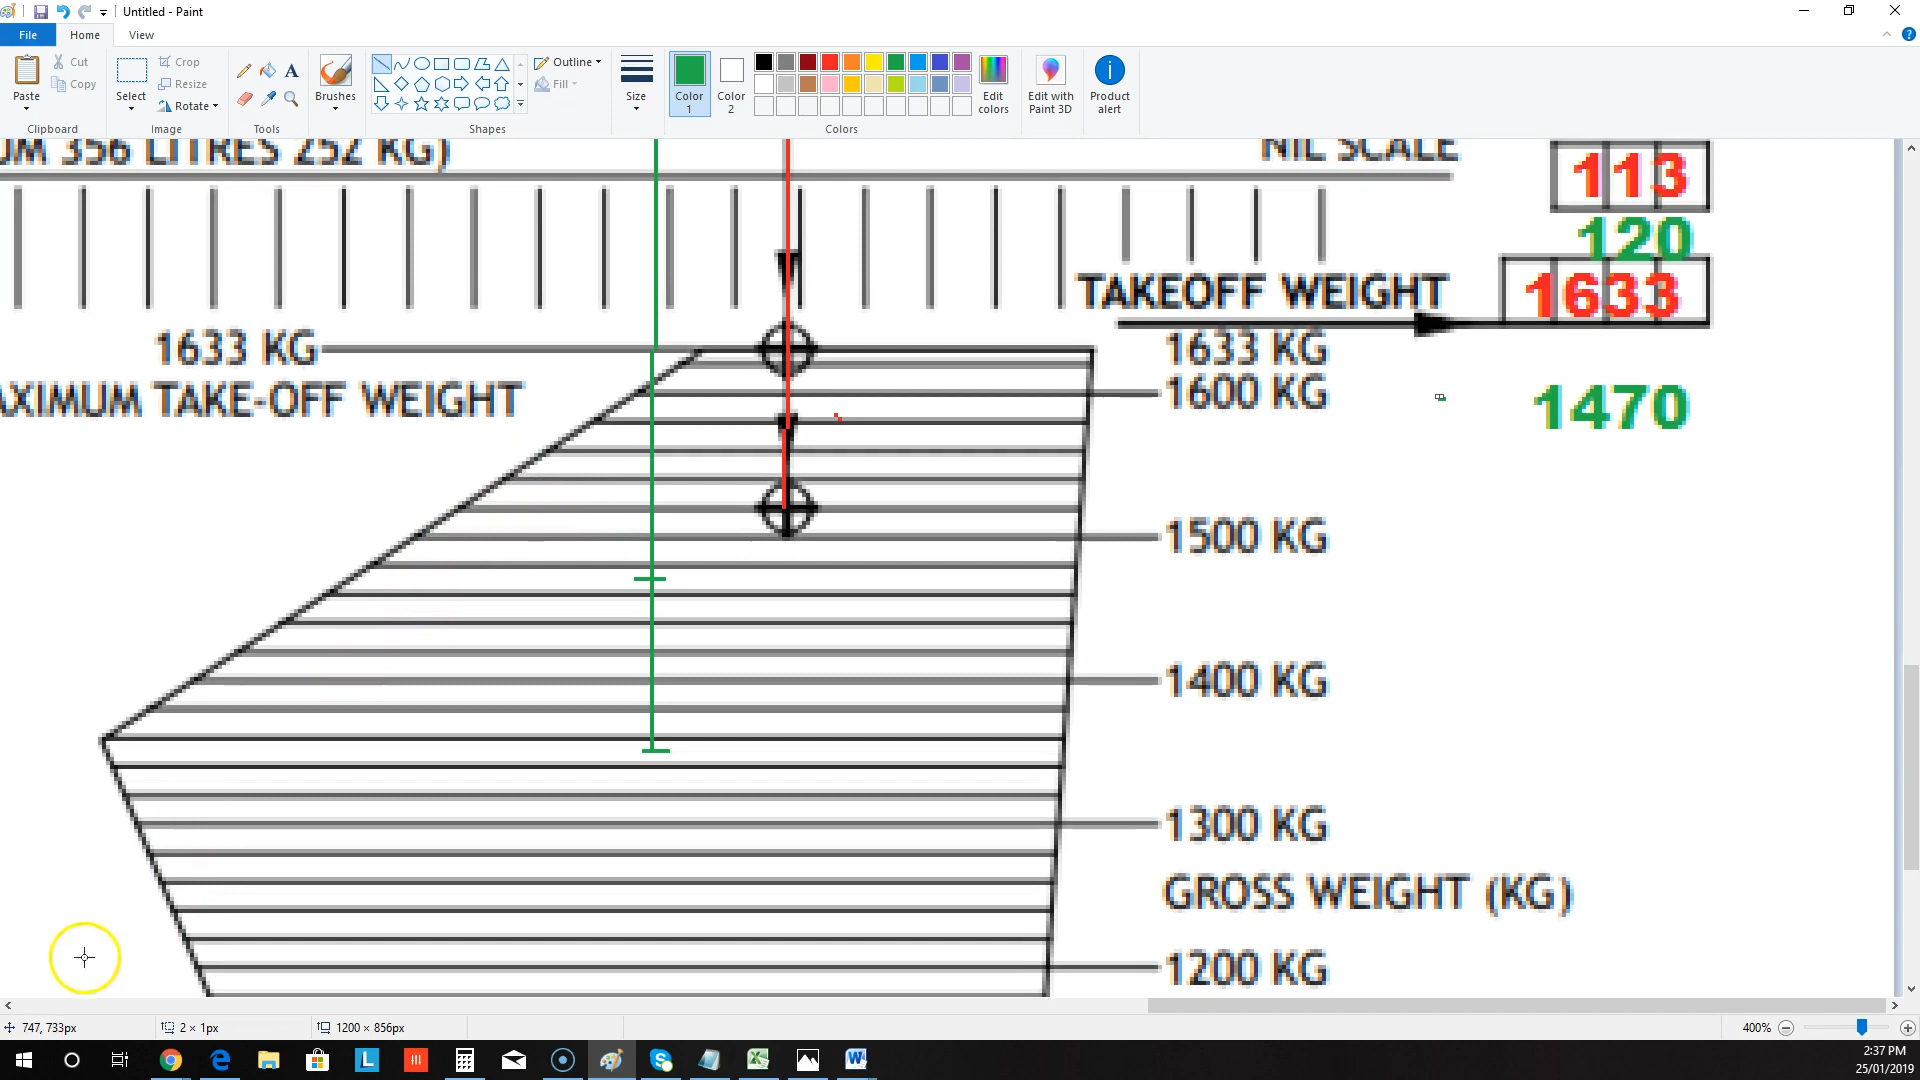 Untitled - Paint
File Home View
Paste
Cut
Copy
Clipboard
Select
Crop
Resize
Rotate
Image
Tools
Brushes
Shapes
Outline
Fill
Size
Color 1
Color 2
Colors
Edit colors
Edit with Paint 3D
Product alert
UM 356 LITRES 252 KG)
NIL SCALE
113
120
TAKEOFF WEIGHT
1633
1633 KG
1633 KG
AXIMUM TAKE-OFF WEIGHT
1600 KG
1470
1500 KG
1400 KG
1300 KG
GROSS WEIGHT (KG)
1200 KG
747, 733px
2 × 1px
1200 × 856px
400%
2:37 PM
25/01/2019